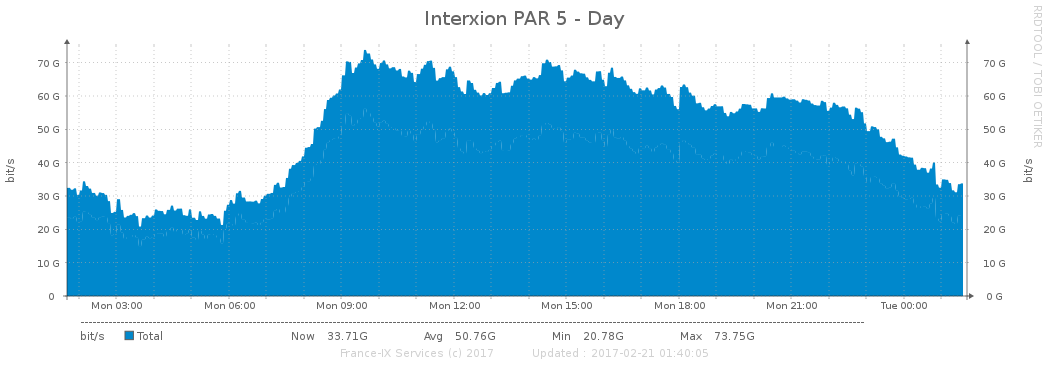 Interxion PAR 5 - Day
RRDTOOL / TOBI OETIKER
bit/s
70 G
60 G
50 G
40 G
30 G
20 G
10 G
0
70 G
60 G
50 G
40 G
30 G
20 G
10 G
0 G
bit/s
Mon 03:00 Mon 06:00 Mon 09:00 Mon 12:00 Mon 15:00 Mon 18:00 Mon 21:00 Tue 00:00
bit/s Total Now 33.71G Avg 50.76G Min 20.78G Max 73.75G
France-IX Services (c) 2017 Updated : 2017-02-21 01:40:05